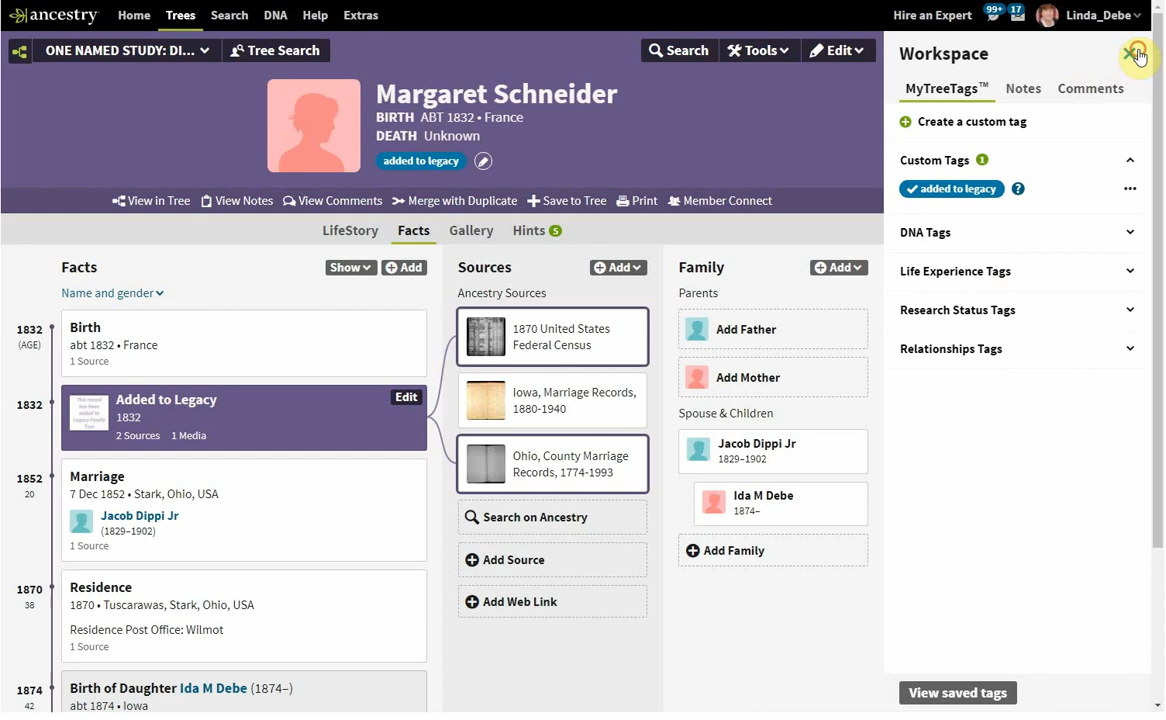 ancestry
Home Trees Search DNA Help Extras
Hire an Expert 99+ 17 Linda_Debe
ONE NAMED STUDY: DI... Tree Search
Search Tools Edit
Margaret Schneider
BIRTH ABT 1832 • France
DEATH Unknown
added to legacy
View in Tree View Notes View Comments Merge with Duplicate Save to Tree Print Member Connect
LifeStory Facts Gallery Hints 5
Facts
Show Add
Name and gender
1832
(AGE)
Birth
abt 1832 • France
1 Source
1832
This record has been added to Legacy Family Tree
Added to Legacy
Edit
1832
2 Sources 1 Media
1852
20
Marriage
7 Dec 1852 • Stark, Ohio, USA
Jacob Dippi Jr
(1829–1902)
1 Source
1870
38
Residence
1870 • Tuscarawas, Stark, Ohio, USA
Residence Post Office: Wilmot
1 Source
1874
42
Birth of Daughter Ida M Debe (1874–)
abt 1874 • Iowa
Sources
Add
Ancestry Sources
1870 United States
Federal Census
Iowa, Marriage Records,
1880-1940
Ohio, County Marriage
Records, 1774-1993
Search on Ancestry
Add Source
Add Web Link
Family
Add
Parents
Add Father
Add Mother
Spouse & Children
Jacob Dippi Jr
1829–1902
Ida M Debe
1874–
Add Family
Workspace
MyTreeTags™ Notes Comments
Create a custom tag
Custom Tags 1
added to legacy ?
DNA Tags
Life Experience Tags
Research Status Tags
Relationships Tags
View saved tags